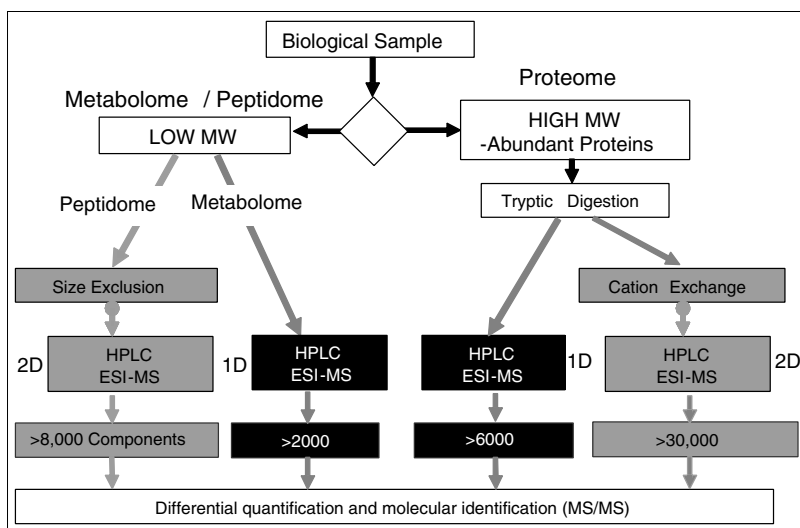 Biological Sample
Proteome
Metabolome / Peptidome
HIGH MW
-Abundant Proteins
LOW MW
Peptidome
Metabolome
Tryptic Digestion
Size Exclusion
Cation Exchange
2D
HPLC
ESI-MS
1D
HPLC
ESI-MS
HPLC
ESI-MS
1D
HPLC
ESI-MS
2D
>8,000 Components
>2000
>6000
>30,000
Differential quantification and molecular identification (MS/MS)